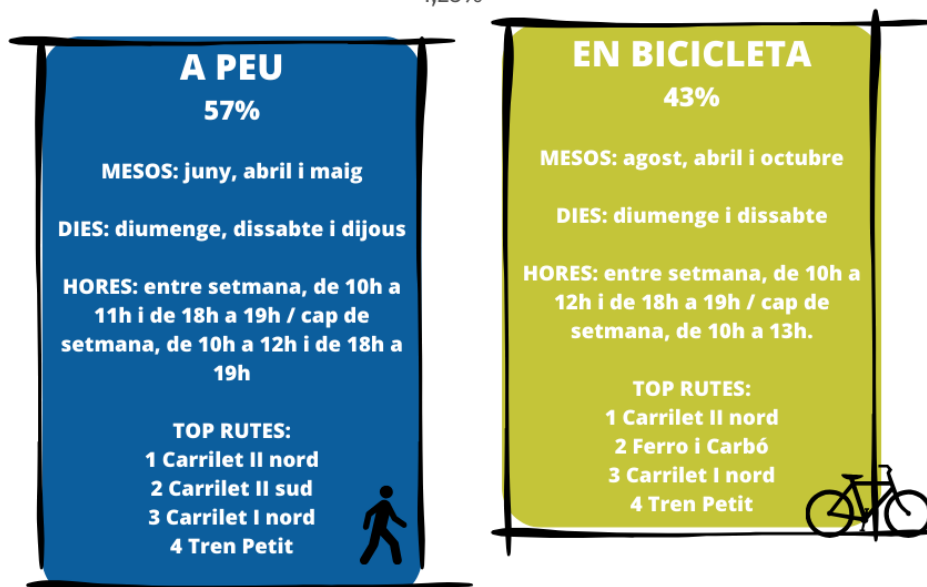 A PEU
57%
MESOS: juny, abril i maig
DIES: diumenge, dissabte i dijous
HORES: entre setmana, de 10h a
11h i de 18h a 19h / cap de
setmana, de 10h a 12h i de 18h a
19h
TOP RUTES:
1 Carrilet II nord
2 Carrilet II sud
3 Carrilet I nord
4 Tren Petit
EN BICICLETA
43%
MESOS: agost, abril i octubre
DIES: diumenge i dissabte
HORES: entre setmana, de 10h a
12h i de 18h a 19h / cap de
setmana, de 10h a 13h.
TOP RUTES:
1 Carrilet II nord
2 Ferro i Carbó
3 Carrilet I nord
4 Tren Petit